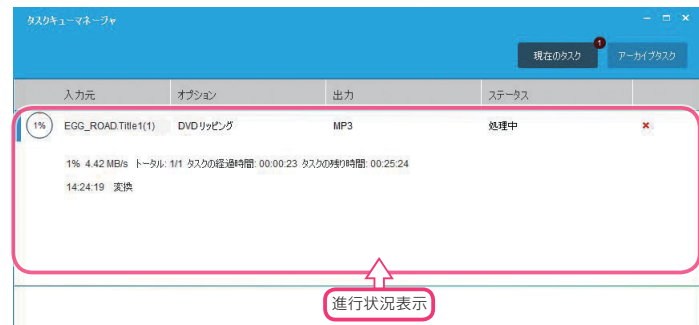 タスクキューマネージャ
1
現在のタスク アーカイブタスク
入力元 オプション 出力 ステータス
1% EGG_ROAD.Title1(1) DVDリッピング MP3 処理中
1% 4.42 MB/s トータル: 1/1 タスクの経過時間: 00:00:23 タスクの残り時間: 00:25:24
14:24:19 変換
進行状況表示